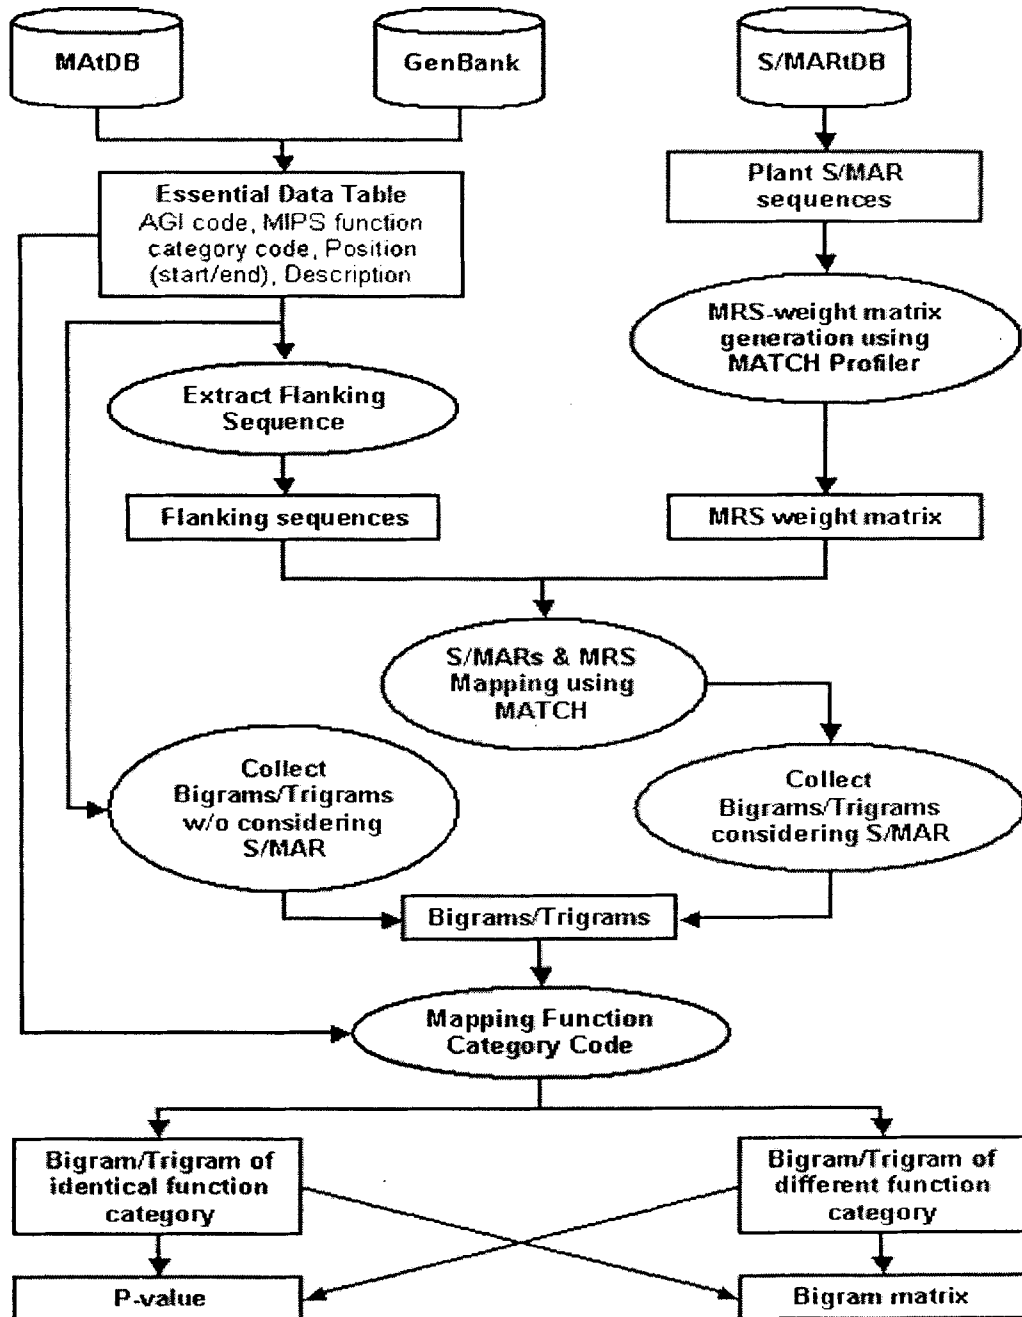 MAtDB
GenBank
S/MARtDB
Essential Data Table
AGI code, MIPS function
category code, Position
(start/end), Description
Plant S/MAR
sequences
MRS-weight matrix
generation using
MATCH Profiler
Extract Flanking
Sequence
Flanking sequences
MRS weight matrix
S/MARs & MRS
Mapping using
MATCH
Collect
Bigrams/Trigrams
w/o considering
S/MAR
Collect
Bigrams/Trigrams
considering S/MAR
Bigrams/Trigrams
Mapping Function
Category Code
Bigram/Trigram of
identical function
category
Bigram/Trigram of
different function
category
P-value
Bigram matrix